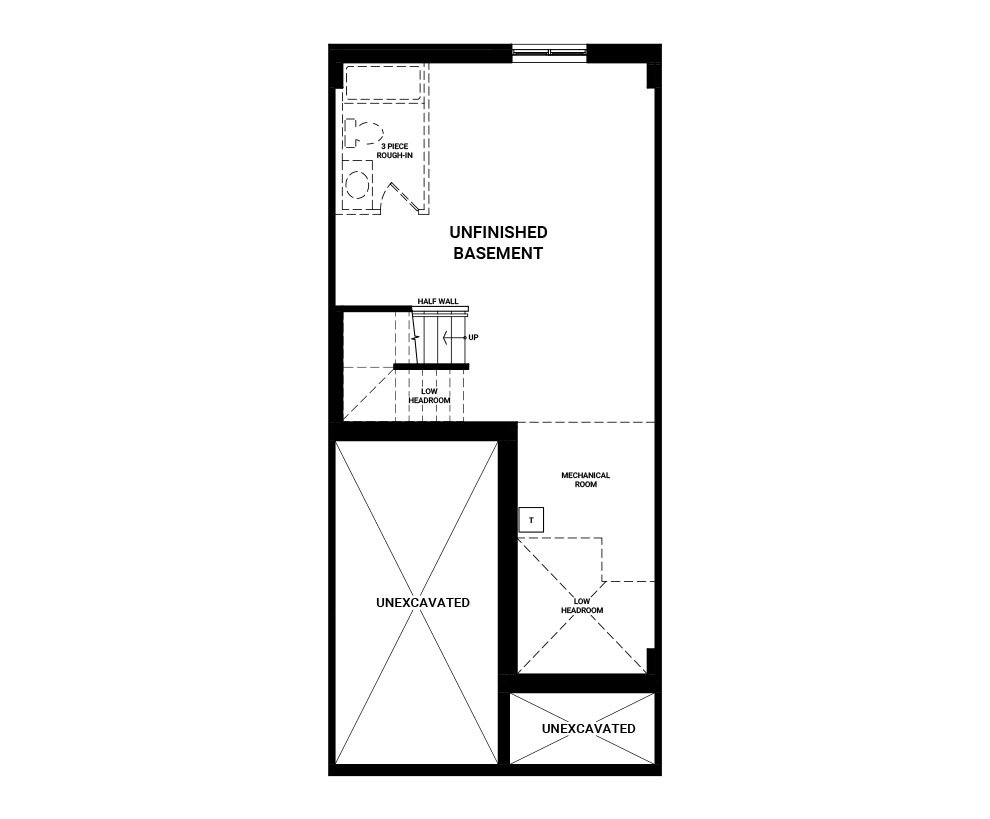 3 PIECE
ROUGH-IN
UNFINISHED
BASEMENT
HALF WALL
UP
LOW
HEADROOM
MECHANICAL
ROOM
T
UNEXCAVATED
LOW
HEADROOM
UNEXCAVATED